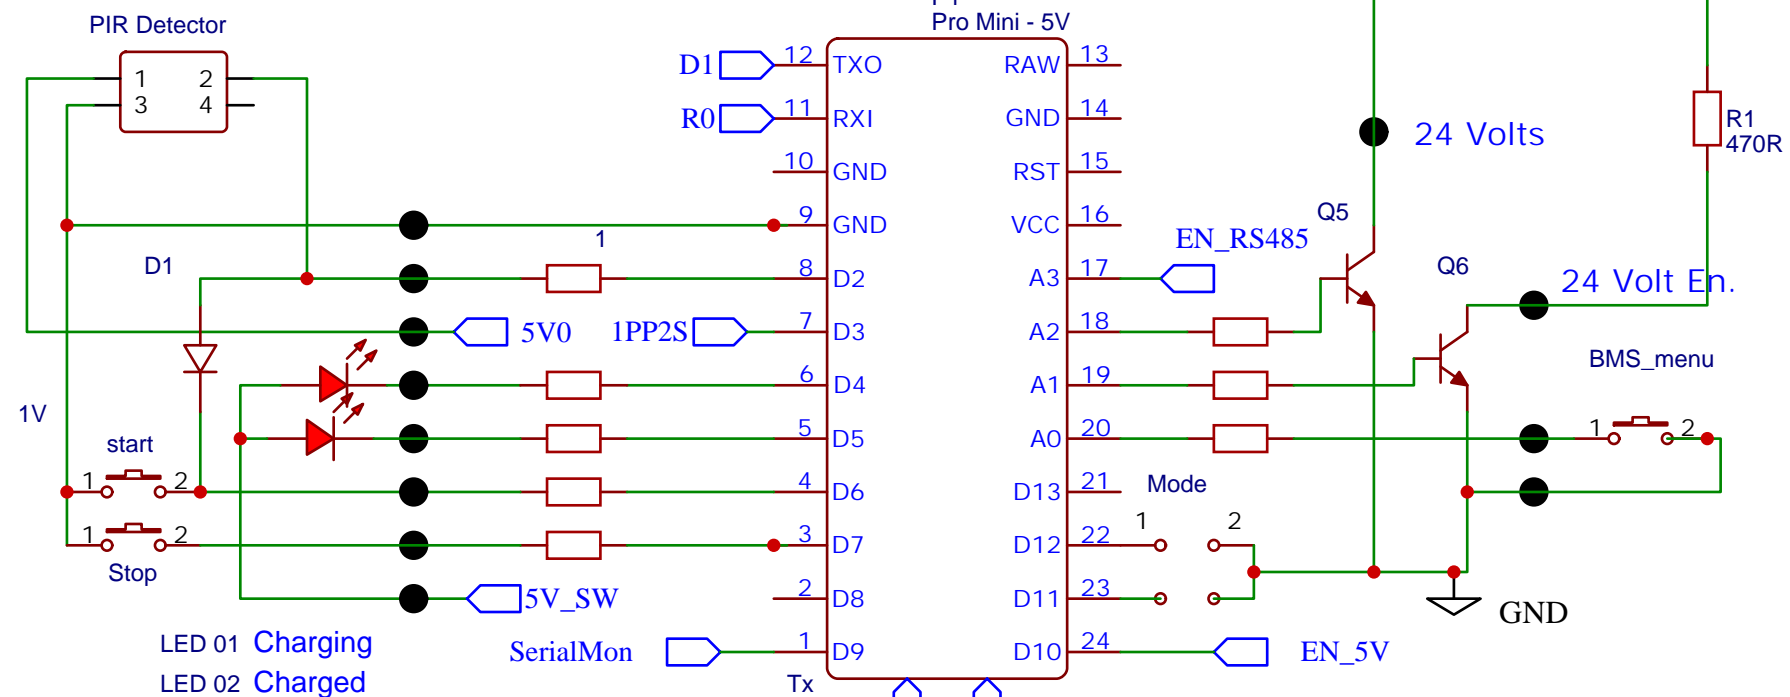 Pro Mini - 5V
PIR Detector
1 2
3 4
D1 12 TXO RAW 13
R0 11 RXI GND 14
10 GND RST 15
9 GND VCC 16
1
8 D2 A3 17 EN_RS485
5V0 1PP2S 7 D3 A2 18
6 D4 A1 19
5 D5 A0 20
4 D6 D13 21
3 D7 D12 22
5V_SW 2 D8 D11 23
SerialMon 1 D9 D10 24 EN_5V
Tx
D1
1V
start
1 2
1 2
Stop
LED 01 Charging
LED 02 Charged
24 Volts
R1
470R
Q5
Q6
24 Volt En.
BMS_menu
1 2
Mode
1 2
GND